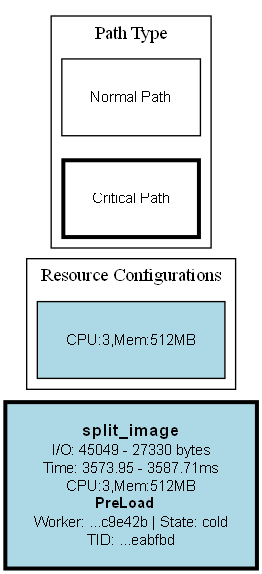 Path Type
Normal Path
Critical Path
Resource Configurations
CPU:3,Mem:512MB
split_image
I/O: 45049 - 27330 bytes
Time: 3573.95 - 3587.71ms
CPU:3,Mem:512MB
PreLoad
Worker: ...c9e42b | State: cold
TID: ...eabfbd